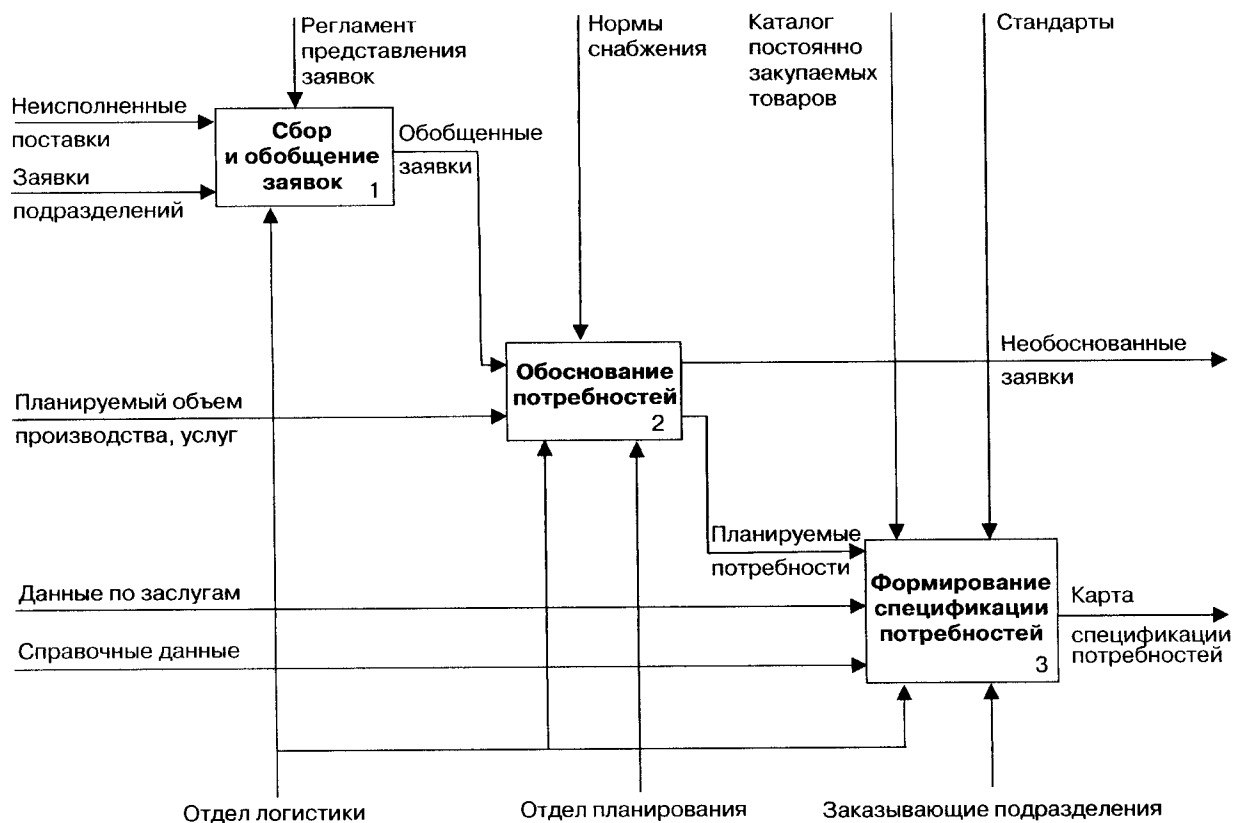 Регламент
представления
заявок
Нормы
снабжения
Каталог
постоянно
закупаемых
товаров
Стандарты
Неисполненные
поставки
Заявки
подразделений
Сбор
и обобщение
заявок
1
Обобщенные
заявки
Необоснованные
заявки
Обоснование
потребностей
2
Планируемый объем
производства, услуг
Планируемые
потребности
Данные по заслугам
Справочные данные
Формирование
спецификации
потребностей
3
Карта
спецификации
потребностей
Отдел логистики
Отдел планирования
Заказывающие подразделения